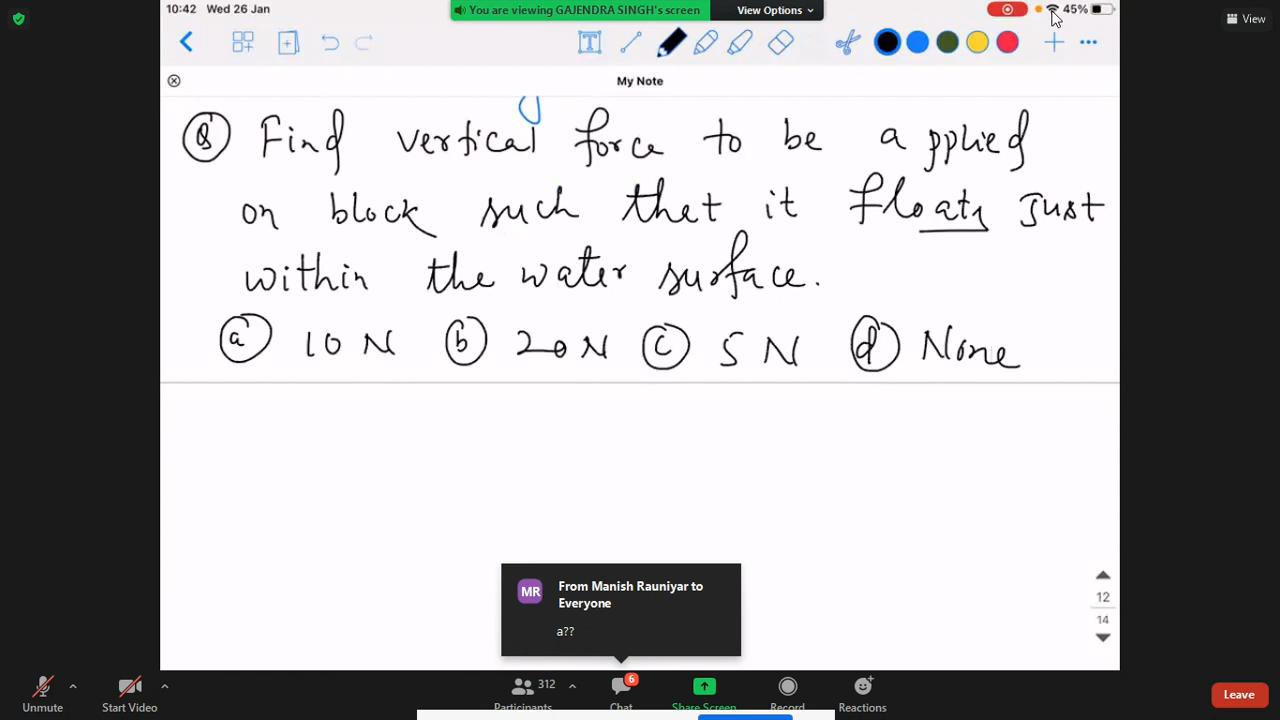 10:42 Wed 26 Jan
You are viewing GAJENDRA SINGH's screen
View Options
45%
View
My Note
Q Find vertical force to be applied
on block such that it floats just
within the water surface.
a 10 N b 20 N c 5 N d None
12
14
MR
From Manish Rauniyar to
Everyone
a??
312
6
Unmute
Start Video
Participants
Chat
Share Screen
Record
Reactions
Leave